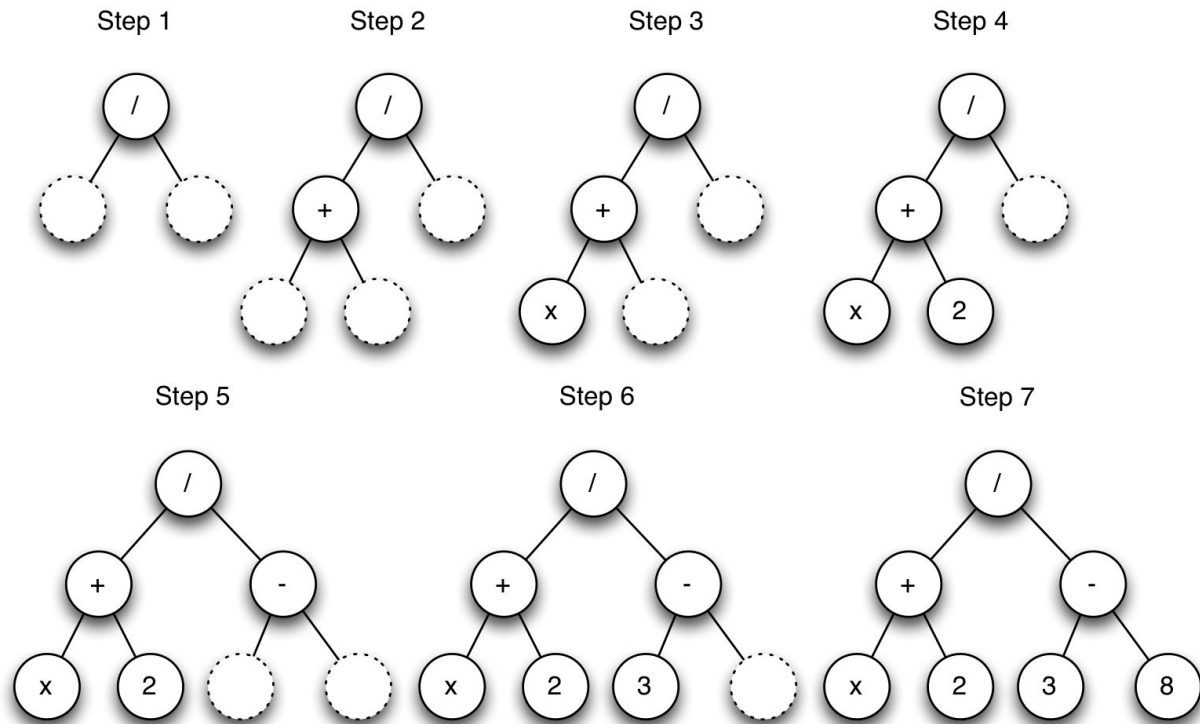 Step 1 Step 2 Step 3 Step 4
/ / / /
+ + +
x x 2
Step 5 Step 6 Step 7
/ / /
+ - + - + -
x 2 x 2 3 x 2 3 8